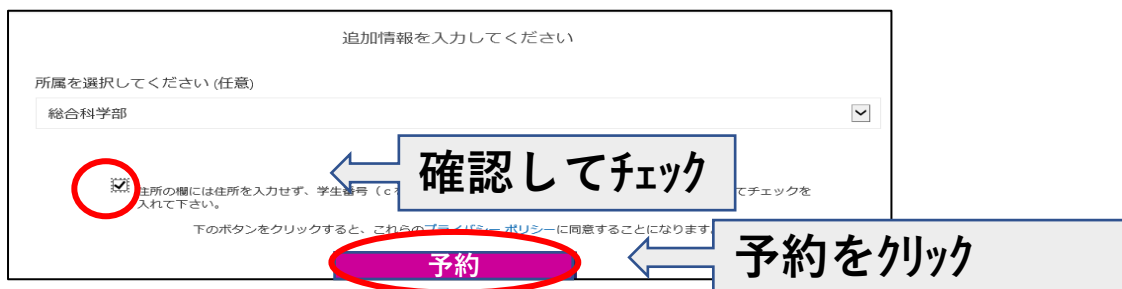 追加情報を入力してください
所属を選択してください (任意)
総合科学部
確認してチェック
住所の欄には住所を入力せず、学生番号（c てチェックを
入れて下さい。
下のボタンをクリックすると、これらのプライバシー ポリシーに同意することになります
予約
予約をクリック